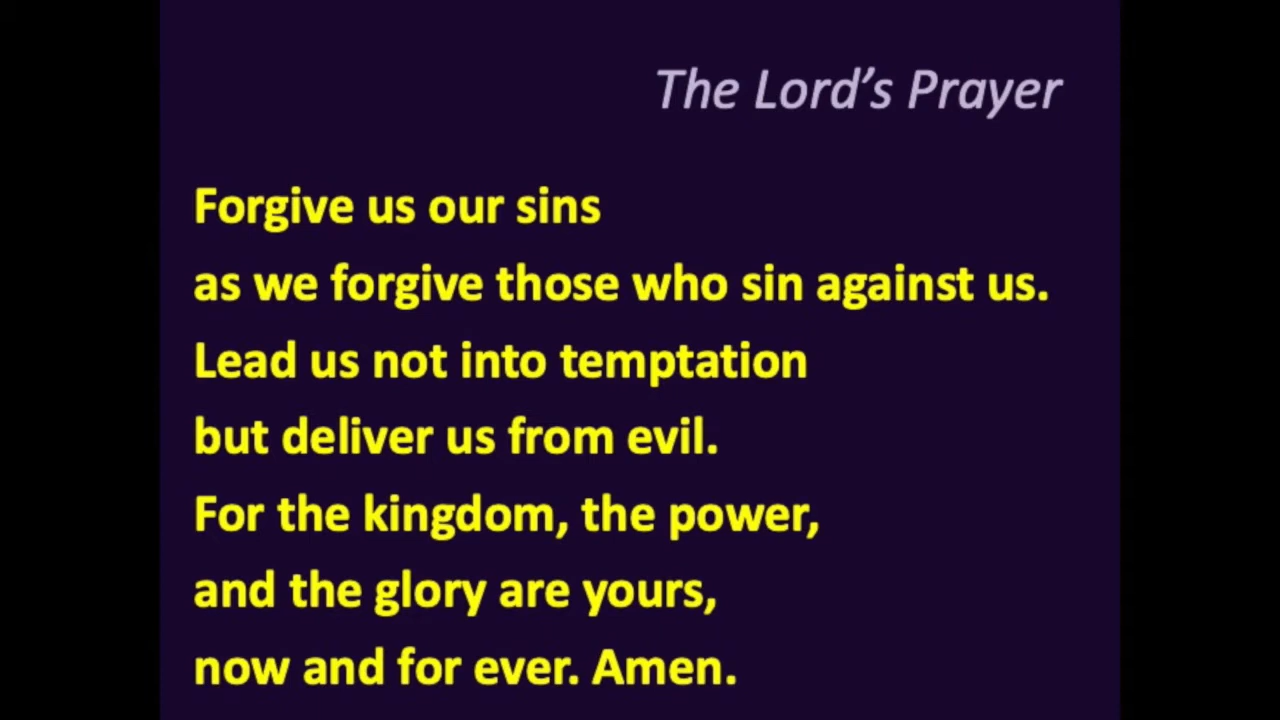 The Lord’s Prayer
Forgive us our sins
as we forgive those who sin against us.
Lead us not into temptation
but deliver us from evil.
For the kingdom, the power,
and the glory are yours,
now and for ever. Amen.